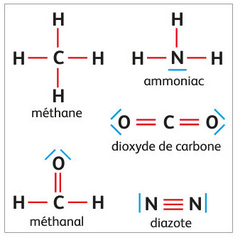 H
H — C — H
H
méthane
H
H — N — H
ammoniac
O = C = O
dioxyde de carbone
O
H — C — H
méthanal
N ≡ N
diazote